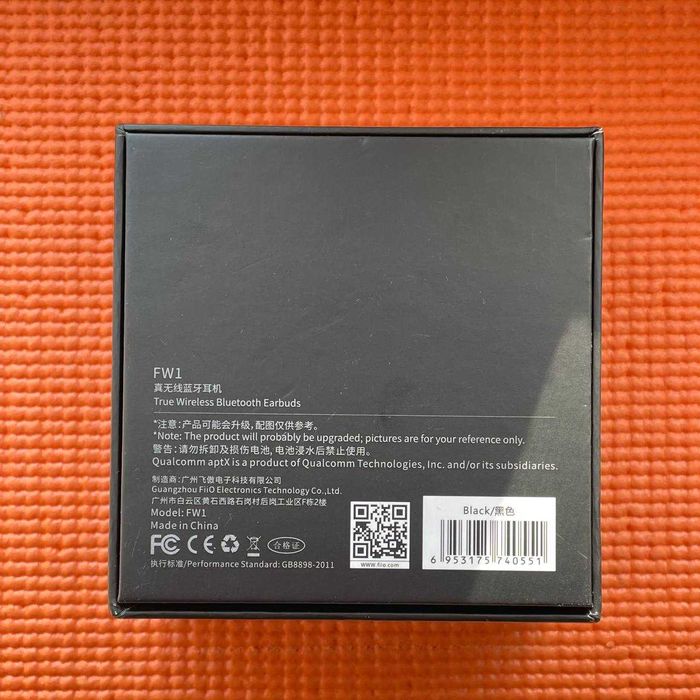 FW1
真无线蓝牙耳机
True Wireless Bluetooth Earbuds
*注意：产品可能会升级，配图仅供参考。
*Note: The product will probably be upgraded; pictures are for your reference only.
警告：请勿拆卸及损伤电池，电池浸水后禁止使用。
Qualcomm aptX is a product of Qualcomm Technologies, Inc. and/or its subsidiaries.
制造商：广州飞傲电子科技有限公司
Guangzhou FiiO Electronics Technology Co.,Ltd.
广州市白云区黄石西路石岗村后岗工业区F栋2楼
Model: FW1
Made in China
FC CE 合格证
执行标准/Performance Standard: GB8898-2011
www.fiio.com
Black/黑色
6 953175 740551